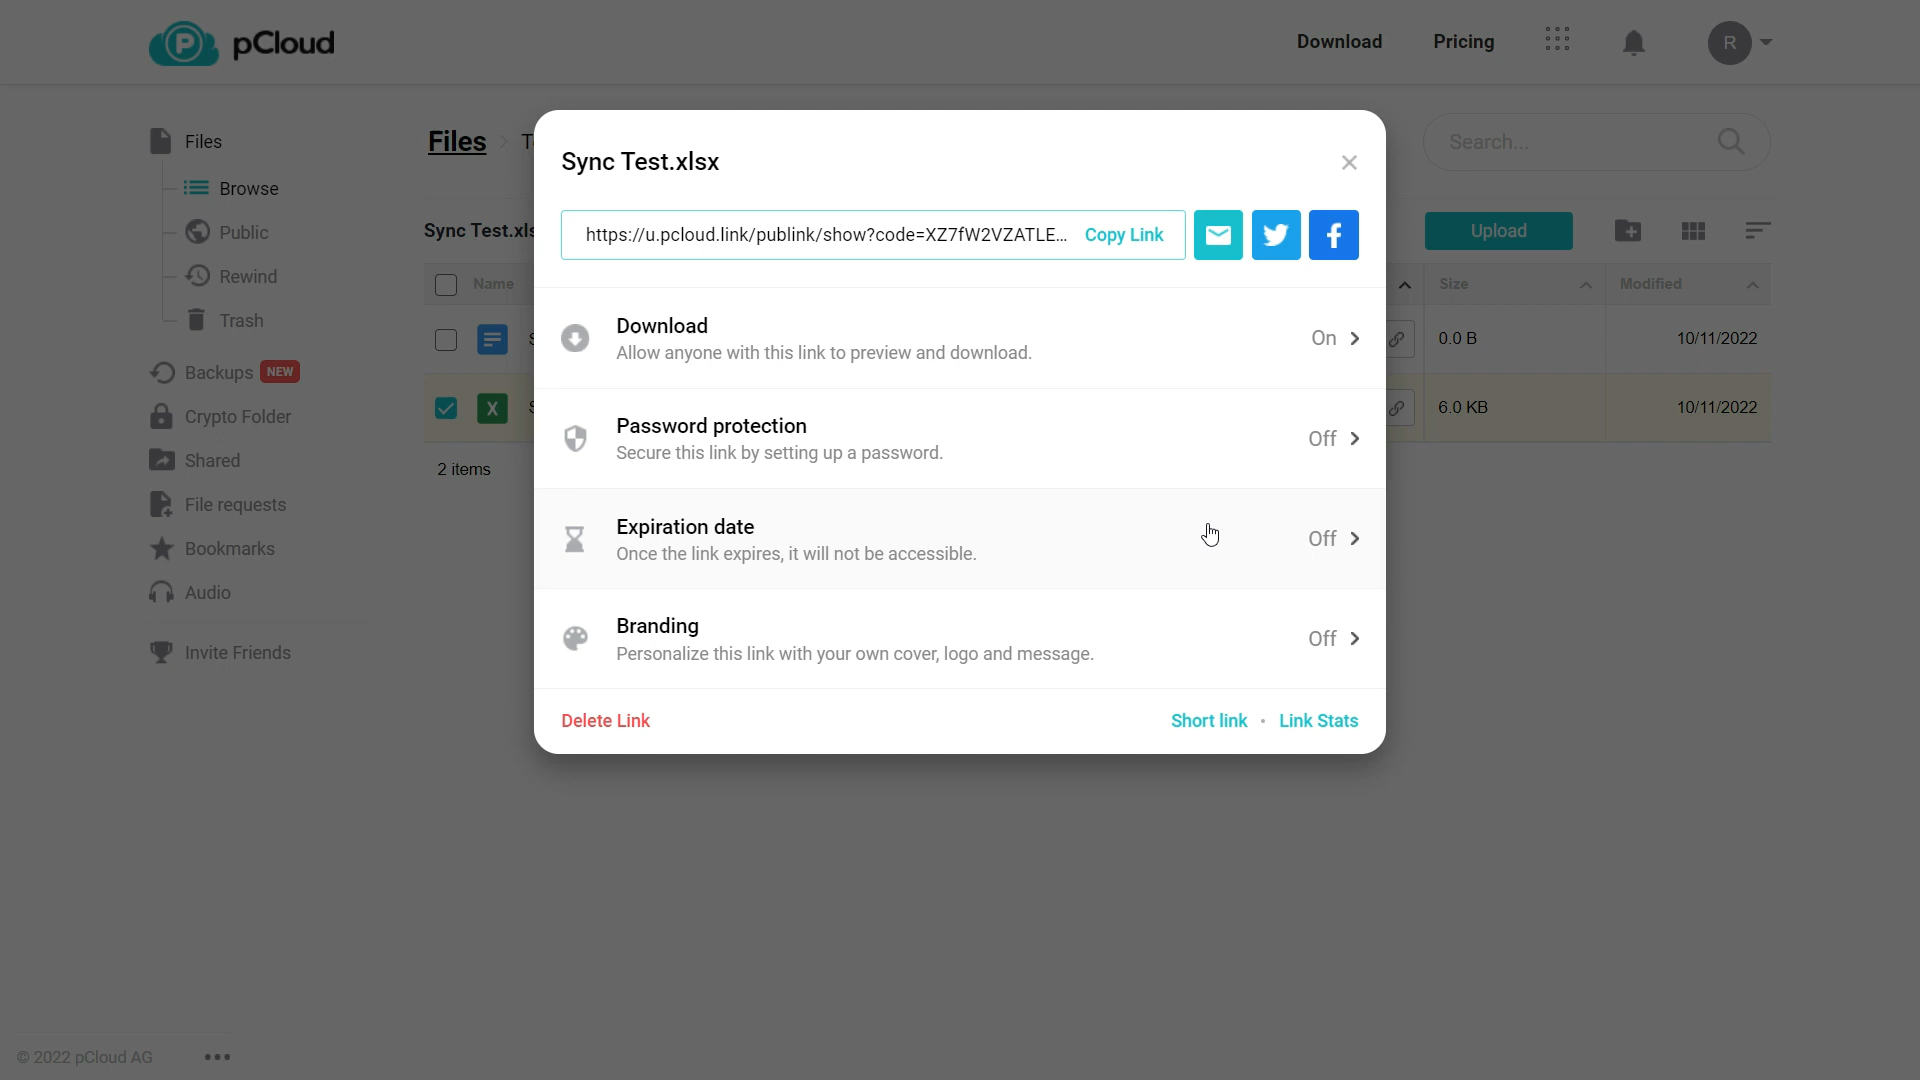 pCloud
Download
Pricing
R
Files
Browse
Public
Rewind
Trash
Backups NEW
Crypto Folder
Shared
File requests
Bookmarks
Audio
Invite Friends
© 2022 pCloud AG
Files
Search...
Upload
Name
Size
Modified
0.0 B
10/11/2022
X
6.0 KB
10/11/2022
2 items
Sync Test.xlsx
https://u.pcloud.link/publink/show?code=XZ7fW2VZATLE...
Copy Link
Download
Allow anyone with this link to preview and download.
On
Password protection
Secure this link by setting up a password.
Off
Expiration date
Once the link expires, it will not be accessible.
Off
Branding
Personalize this link with your own cover, logo and message.
Off
Delete Link
Short link • Link Stats